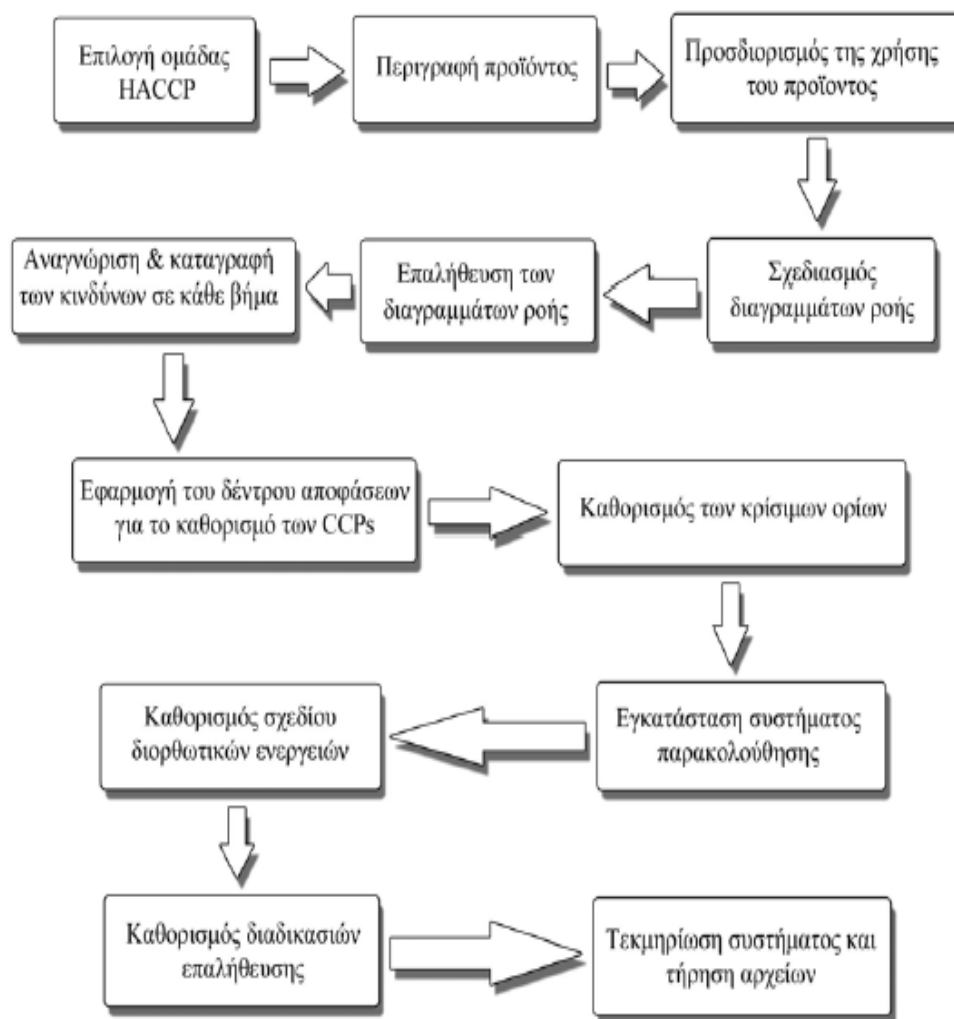 Επιλογή ομάδας
HACCP
Περιγραφή προϊόντος
Προσδιορισμός της χρήσης
του προϊοντος
Σχεδιασμός
διαγραμμάτων ροής
Επαλήθευση των
διαγραμμάτων ροής
Αναγνώριση & καταγραφή
των κινδύνων σε κάθε βήμα
Εφαρμογή του δέντρου αποφάσεων
για το καθορισμό των CCPs
Καθορισμός των κρίσιμων ορίων
Εγκατάσταση συστήματος
παρακολούθησης
Καθορισμός σχεδίου
διορθωτικών ενεργειών
Καθορισμός διαδικασιών
επαλήθευσης
Τεκμηρίωση συστήματος και
τήρηση αρχείων